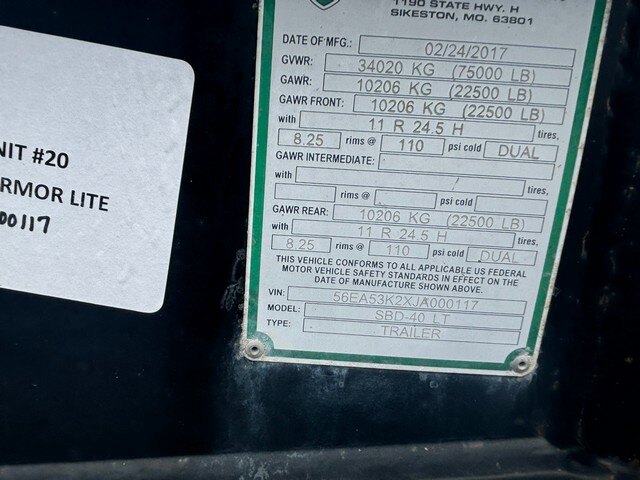 1190 STATE HWY. H
SIKESTON, MO. 63801
DATE OF MFG.: 02/24/2017
GVWR: 34020 KG (75000 LB)
GAWR: 10206 KG (22500 LB)
GAWR FRONT: 10206 KG (22500 LB)
with 11 R 24.5 H tires,
8.25 rims @ 110 psi cold DUAL
GAWR INTERMEDIATE: /
with / tires,
rims @ psi cold
GAWR REAR: 10206 KG (22500 LB)
with 11 R 24.5 H tires,
8.25 rims @ 110 psi cold DUAL
THIS VEHICLE CONFORMS TO ALL APPLICABLE US FEDERAL
MOTOR VEHICLE SAFETY STANDARDS IN EFFECT ON THE
DATE OF MANUFACTURE SHOWN ABOVE.
VIN: 56EA53K2XJA000117
MODEL: SBD-40 LT
TYPE: TRAILER
NIT #20
RMOR LITE
00117